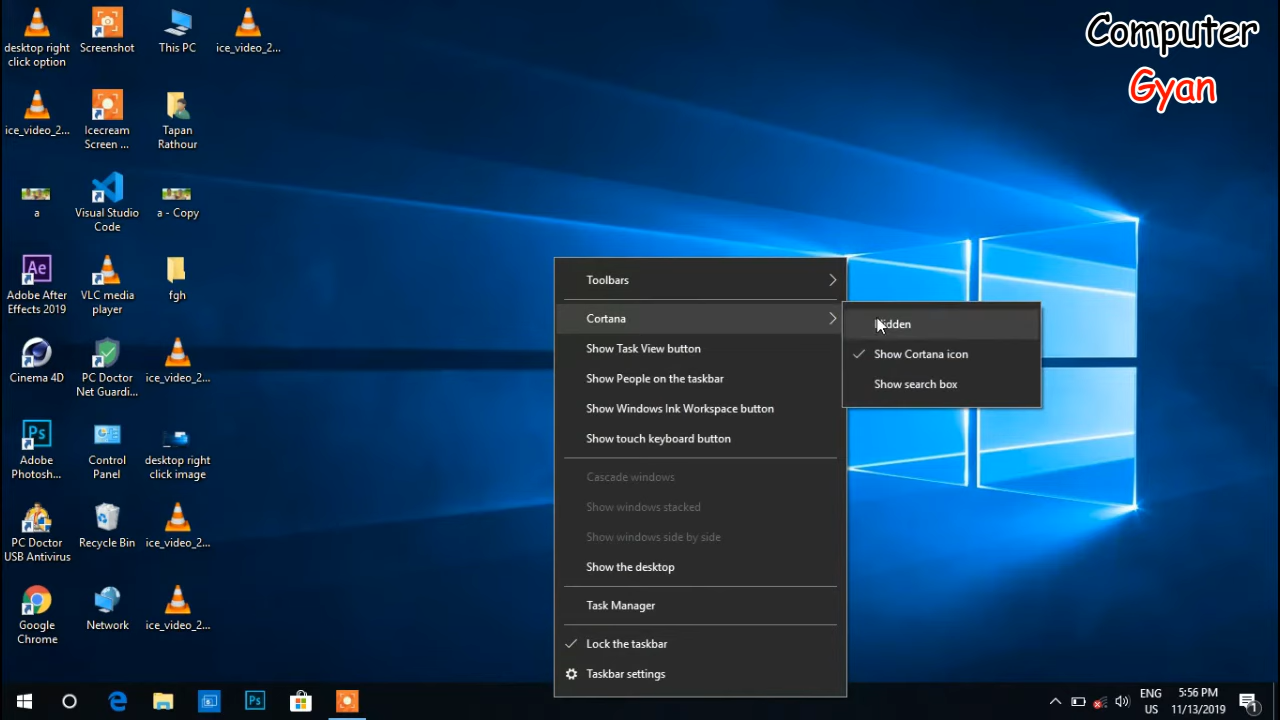 Computer
Gyan
desktop right
click option
Screenshot
This PC
ice_video_2...
ice_video_2...
Icecream
Screen ...
Tapan
Rathour
a
Visual Studio
Code
a - Copy
Adobe After
Effects 2019
VLC media
player
fgh
Cinema 4D
PC Doctor
Net Guardi...
ice_video_2...
Adobe
Photosh...
Control
Panel
desktop right
click image
PC Doctor
USB Antivirus
Recycle Bin
ice_video_2...
Google
Chrome
Network
ice_video_2...
Toolbars
Cortana
Show Task View button
Show People on the taskbar
Show Windows Ink Workspace button
Show touch keyboard button
Cascade windows
Show windows stacked
Show windows side by side
Show the desktop
Task Manager
Lock the taskbar
Taskbar settings
Hidden
Show Cortana icon
Show search box
ENG
US
5:56 PM
11/13/2019
1